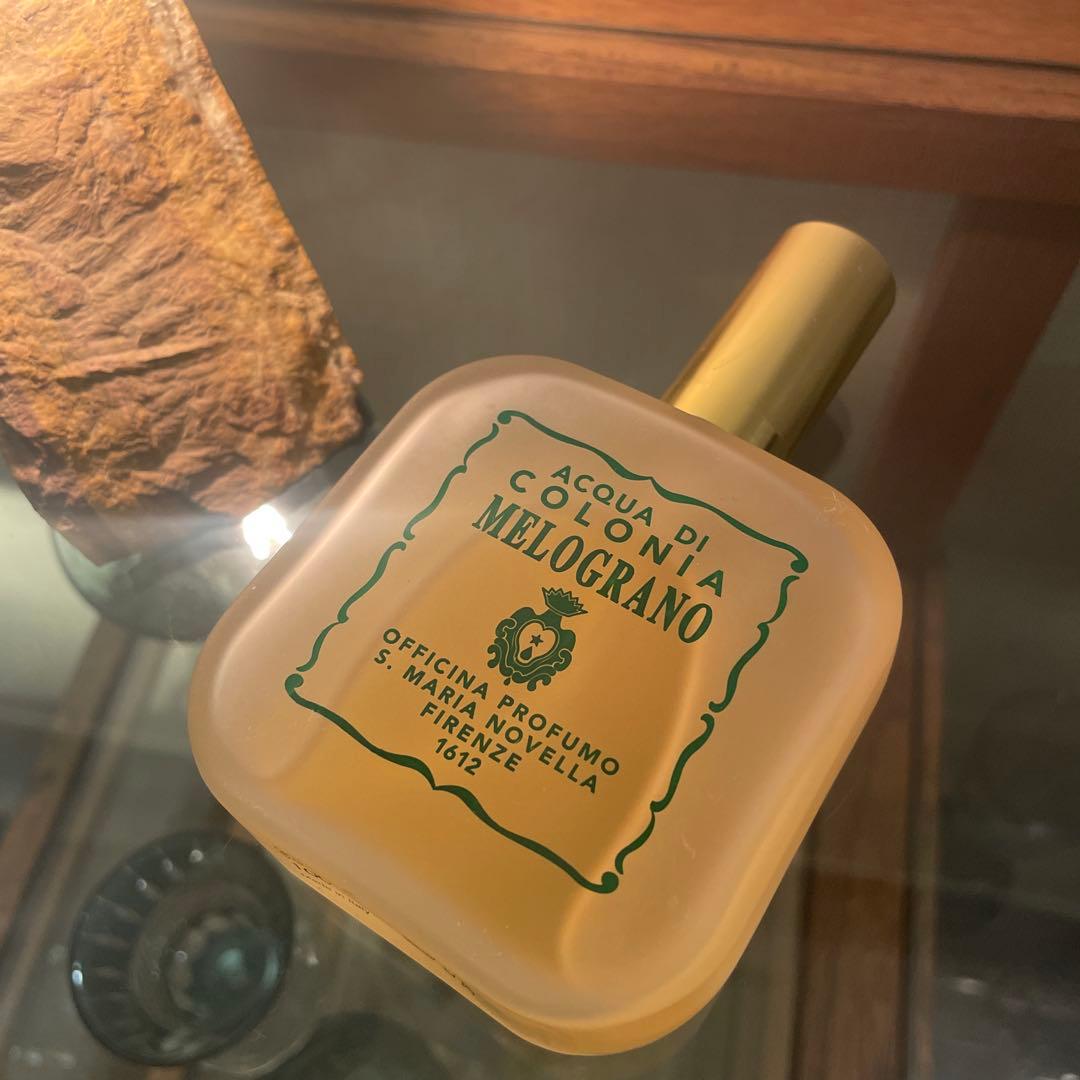 ACQUA DI
COLONIA
MELOGRANO
OFFICINA PROFUMO
S. MARIA NOVELLA
FIRENZE
1612